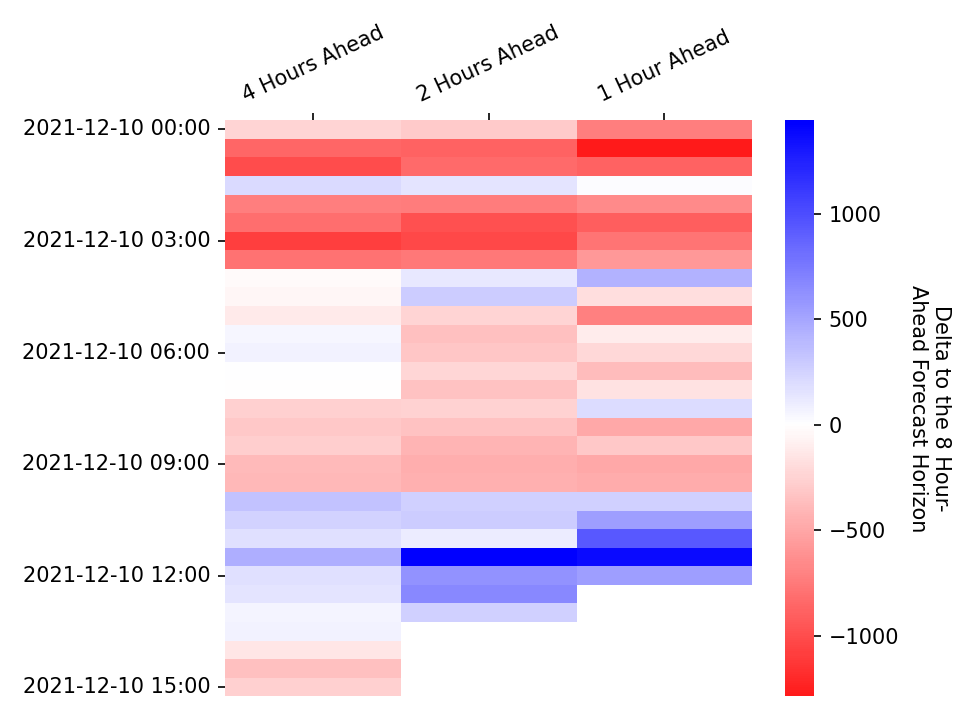 4 Hours Ahead
2 Hours Ahead
1 Hour Ahead
2021-12-10 00:00
2021-12-10 03:00
2021-12-10 06:00
2021-12-10 09:00
2021-12-10 12:00
2021-12-10 15:00
1000
500
0
−500
−1000
Delta to the 8 Hour-
Ahead Forecast Horizon